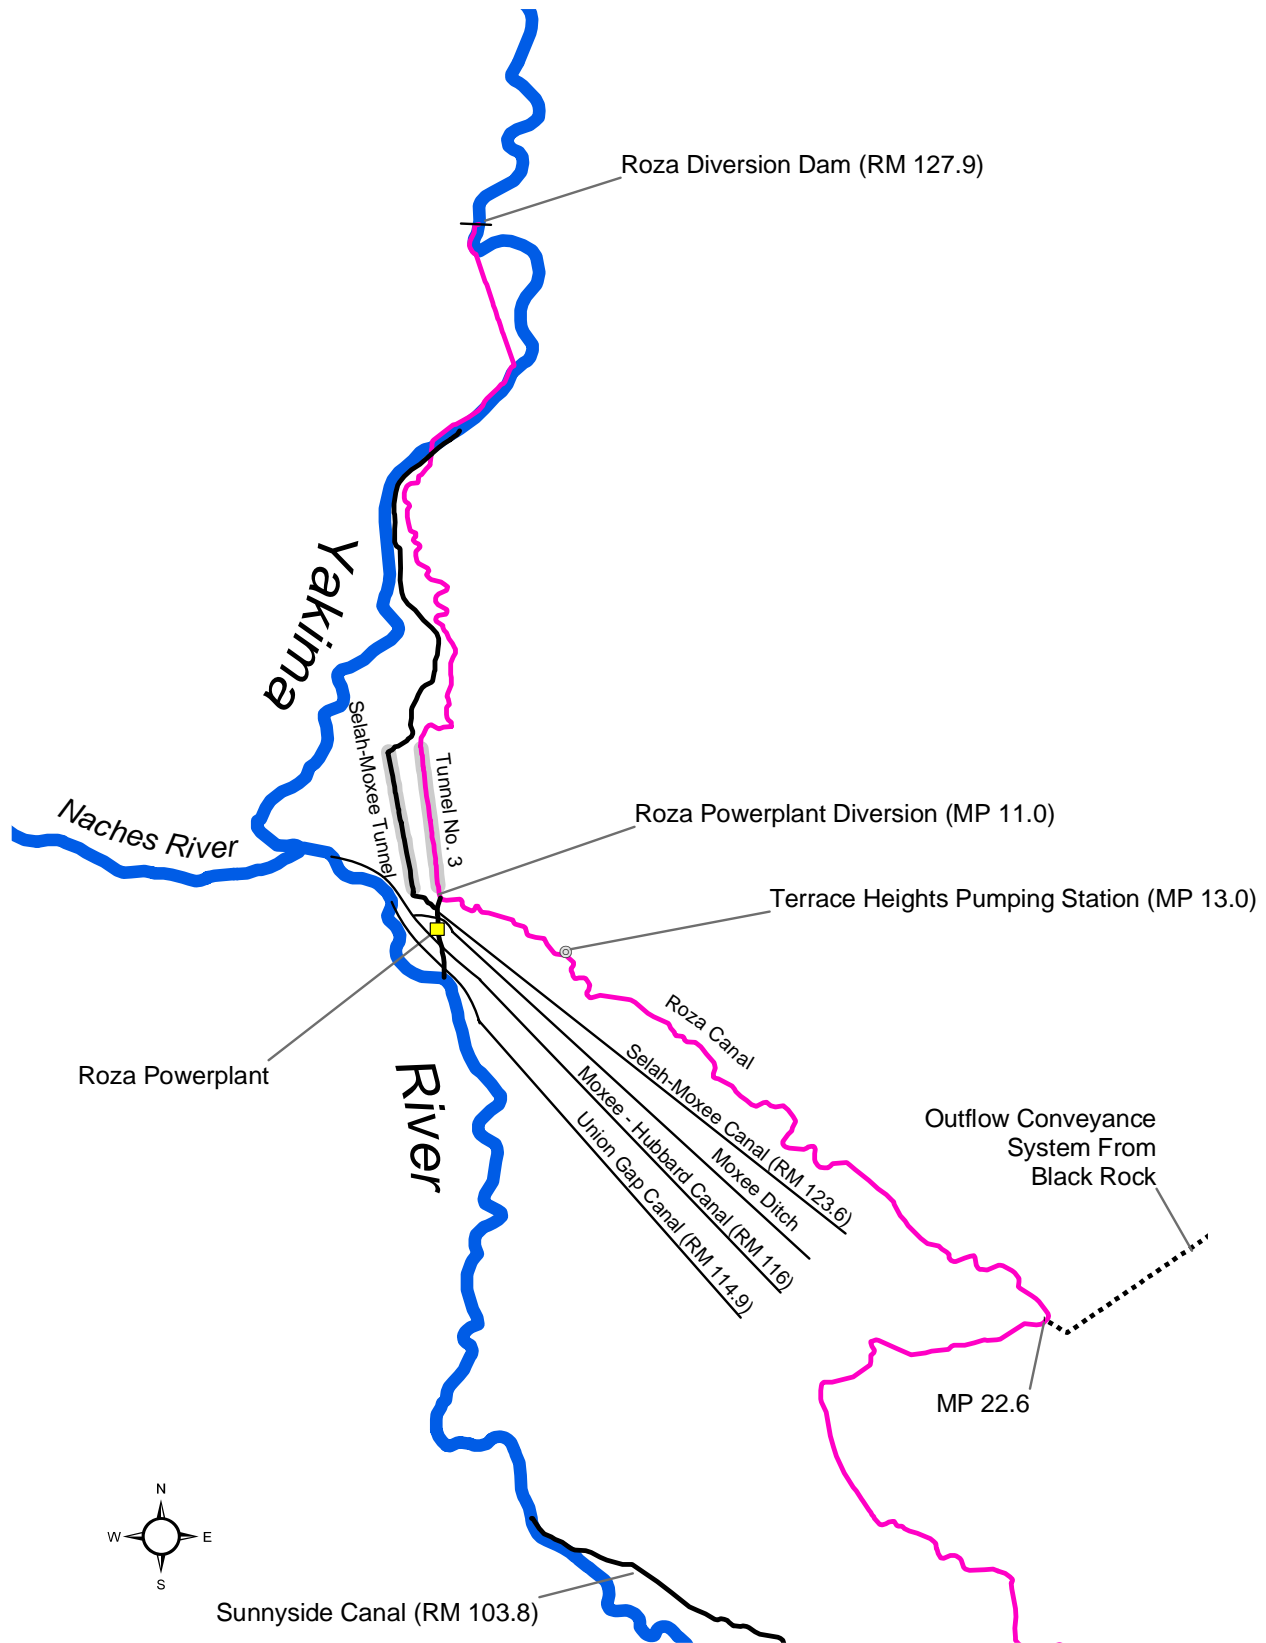 Roza Diversion Dam (RM 127.9)
Yakima
Selah-Moxee Tunnel
Tunnel No. 3
Naches River
Roza Powerplant Diversion (MP 11.0)
Terrace Heights Pumping Station (MP 13.0)
Roza Canal
Roza Powerplant
River
Selah-Moxee Canal (RM 123.6)
Moxee Ditch
Moxee - Hubbard Canal (RM 116)
Union Gap Canal (RM 114.9)
Outflow Conveyance
System From
Black Rock
MP 22.6
N
W
E
S
Sunnyside Canal (RM 103.8)